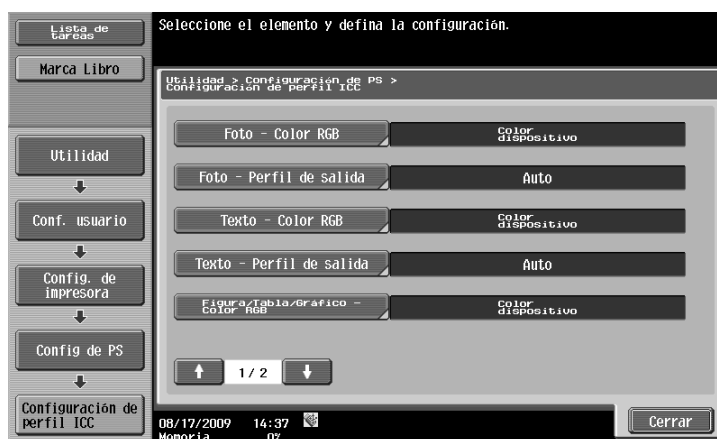 Lista de
tareas
Marca Libro
Utilidad
Conf. usuario
Config. de
impresora
Config de PS
Configuración de
perfil ICC
Seleccione el elemento y defina la configuración.
Utilidad > Configuración de PS >
Configuración de perfil ICC
Foto - Color RGB
Color
dispositivo
Foto - Perfil de salida
Auto
Texto - Color RGB
Color
dispositivo
Texto - Perfil de salida
Auto
Figura/Tabla/Gráfico -
Color RGB
Color
dispositivo
1/ 2
08/17/2009 14:37
Memoria 0%
Cerrar